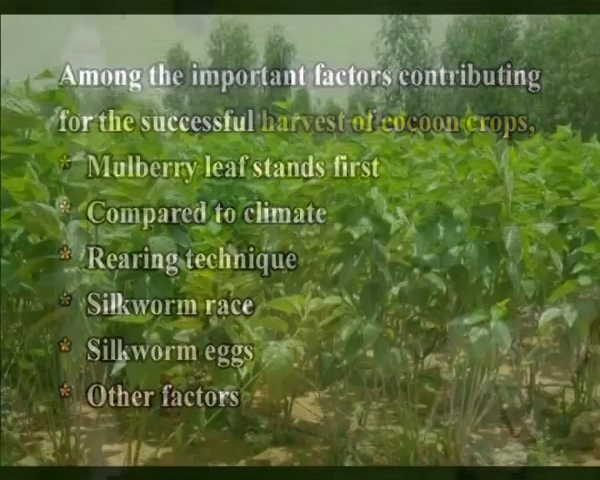 Among the important factors contributing
for the successful harvest of cocoon crops,
* Mulberry leaf stands first
* Compared to climate
* Rearing technique
* Silkworm race
* Silkworm eggs
* Other factors